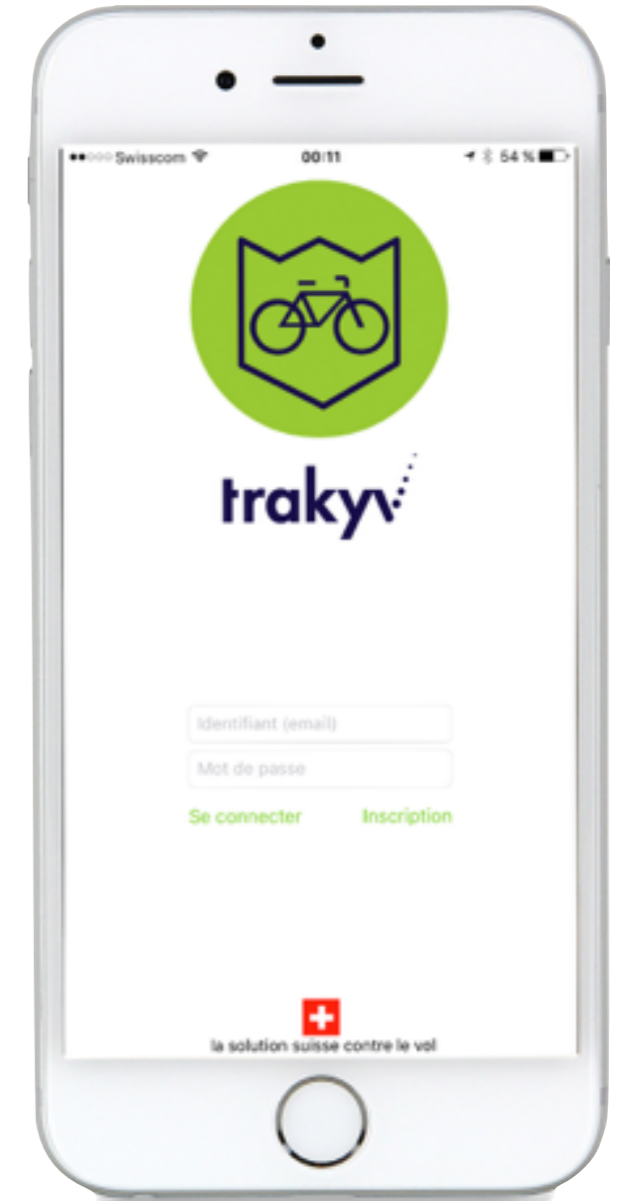 Swisscom 00:11 54 %
trakyv
Identifiant (email)
Mot de passe
Se connecter Inscription
la solution suisse contre le vol